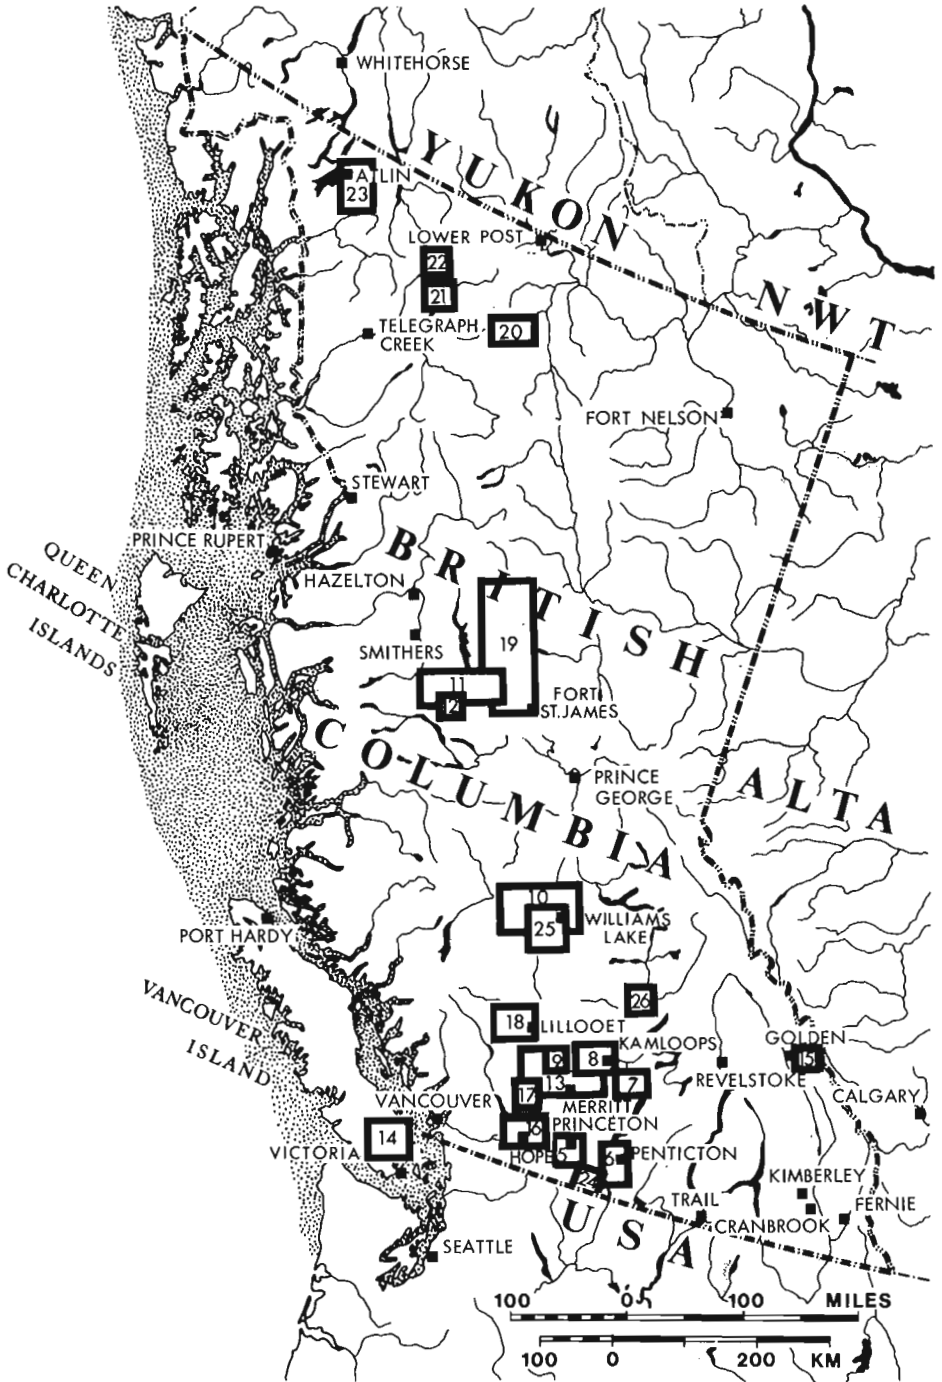 WHITEHORSE
YUKON
ATLIN
23
LOWER POST
22
21
NWT
TELEGRAPH
CREEK
20
FORT NELSON
STEWART
PRINCE RUPERT
BRITISH
QUEEN
CHARLOTTE
ISLANDS
HAZELTON
19
SMITHERS
11
12
FORT
ST. JAMES
COLUMBIA
PRINCE
GEORGE
ALTA
10
25
WILLIAMS
LAKE
PORT HARDY
VANCOUVER
ISLAND
26
18
LILLOOET
KAMLOOPS
GOLDEN
9
8
15
13
7
REVELSTOKE
17
MERRITT
CALGARY
VANCOUVER
PRINCETON
16
14
VICTORIA
HOPE
5
6
PENTICTON
24
KIMBERLEY
TRAIL
FERNIE
CRANBROOK
USA
SEATTLE
100 0 100 MILES
100 0 200 KM